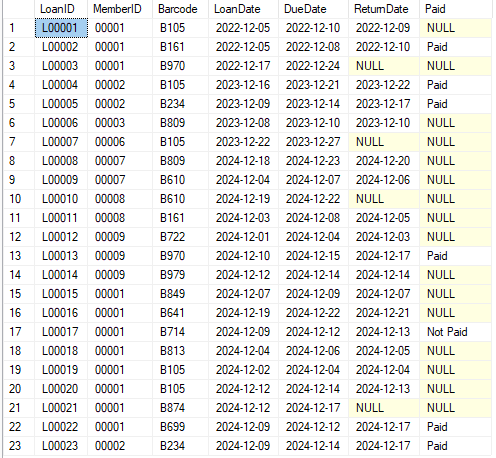 LoanID MemberID Barcode LoanDate DueDate ReturnDate Paid
1 L00001 00001 B105 2022-12-05 2022-12-10 2022-12-09 NULL
2 L00002 00001 B161 2022-12-05 2022-12-08 2022-12-10 Paid
3 L00003 00001 B970 2022-12-17 2022-12-24 NULL NULL
4 L00004 00002 B105 2023-12-16 2023-12-21 2023-12-22 Paid
5 L00005 00002 B234 2023-12-09 2023-12-14 2023-12-17 Paid
6 L00006 00003 B809 2023-12-08 2023-12-10 2023-12-10 NULL
7 L00007 00006 B105 2023-12-22 2023-12-27 NULL NULL
8 L00008 00007 B809 2024-12-18 2024-12-23 2024-12-20 NULL
9 L00009 00007 B610 2024-12-04 2024-12-07 2024-12-06 NULL
10 L00010 00008 B610 2024-12-19 2024-12-22 NULL NULL
11 L00011 00008 B161 2024-12-03 2024-12-08 2024-12-05 NULL
12 L00012 00009 B722 2024-12-01 2024-12-04 2024-12-03 NULL
13 L00013 00009 B970 2024-12-10 2024-12-15 2024-12-17 Paid
14 L00014 00009 B979 2024-12-12 2024-12-14 2024-12-14 NULL
15 L00015 00001 B849 2024-12-07 2024-12-09 2024-12-07 NULL
16 L00016 00001 B641 2024-12-19 2024-12-22 2024-12-21 NULL
17 L00017 00001 B714 2024-12-09 2024-12-12 2024-12-13 Not Paid
18 L00018 00001 B813 2024-12-04 2024-12-06 2024-12-05 NULL
19 L00019 00001 B105 2024-12-02 2024-12-04 2024-12-04 NULL
20 L00020 00001 B105 2024-12-12 2024-12-14 2024-12-13 NULL
21 L00021 00001 B874 2024-12-12 2024-12-17 NULL NULL
22 L00022 00001 B699 2024-12-09 2024-12-12 2024-12-17 Paid
23 L00023 00002 B234 2024-12-09 2024-12-14 2024-12-17 Paid